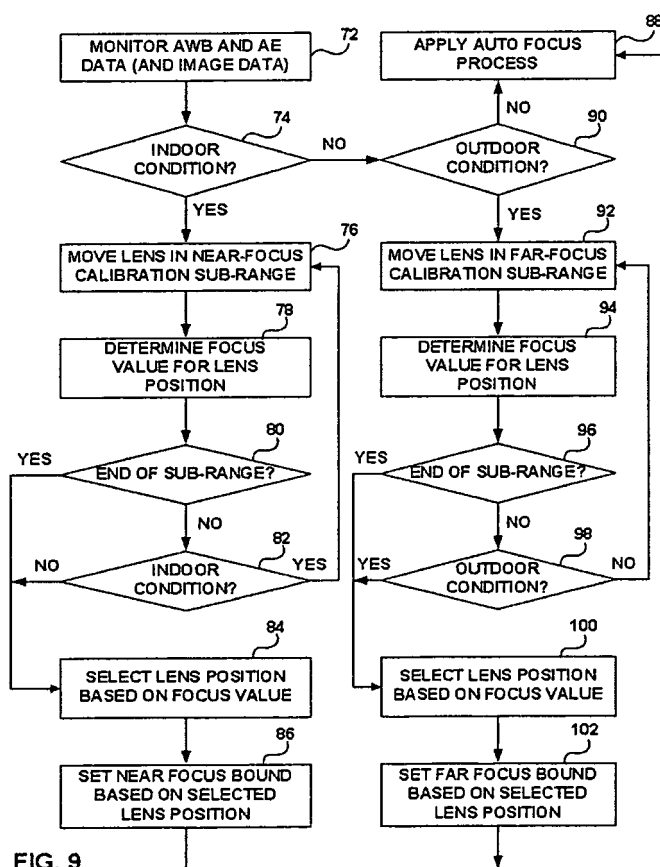 72
MONITOR AWB AND AE
DATA (AND IMAGE DATA)
88
APPLY AUTO FOCUS
PROCESS
74
INDOOR
CONDITION?
NO
YES
NO
90
OUTDOOR
CONDITION?
YES
76
MOVE LENS IN NEAR-FOCUS
CALIBRATION SUB-RANGE
92
MOVE LENS IN FAR-FOCUS
CALIBRATION SUB-RANGE
78
DETERMINE FOCUS
VALUE FOR LENS
POSITION
94
DETERMINE FOCUS
VALUE FOR LENS
POSITION
80
YES
END OF SUB-RANGE?
NO
96
YES
END OF SUB-RANGE?
NO
82
NO
INDOOR
CONDITION?
YES
98
YES
OUTDOOR
CONDITION?
NO
84
SELECT LENS POSITION
BASED ON FOCUS VALUE
100
SELECT LENS POSITION
BASED ON FOCUS VALUE
86
SET NEAR FOCUS BOUND
BASED ON SELECTED
LENS POSITION
102
SET FAR FOCUS BOUND
BASED ON SELECTED
LENS POSITION
FIG. 9